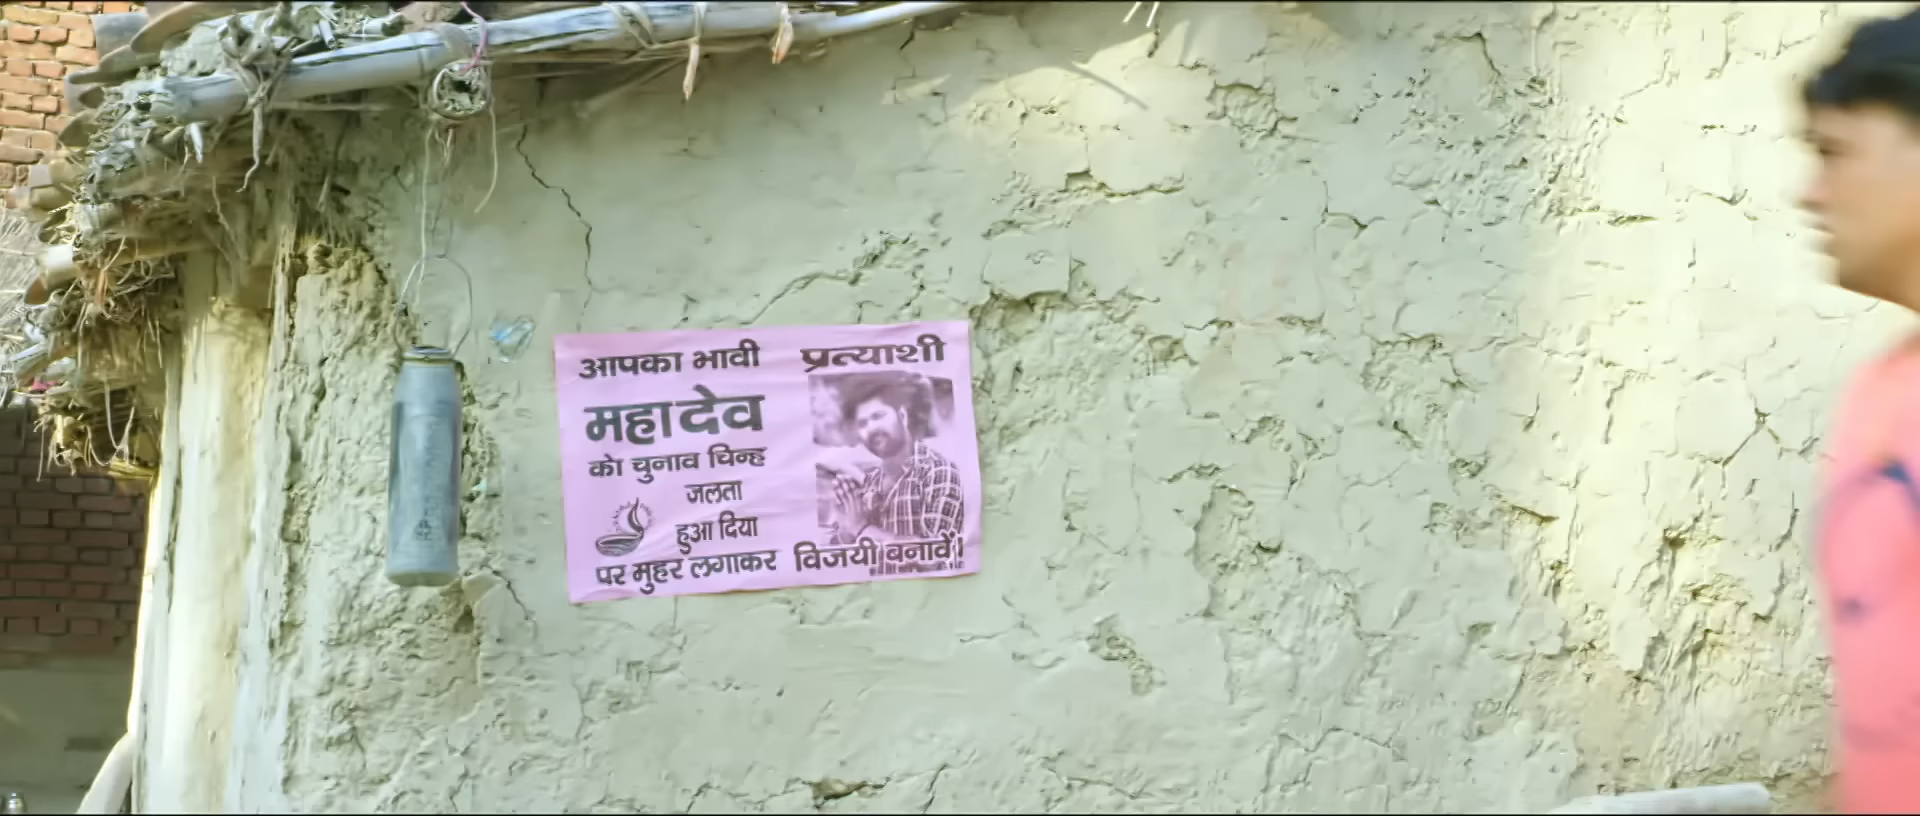 आपका भावी प्रत्याशी
महादेव
को चुनाव चिन्ह
जलता
हुआ दिया
पर मुहर लगाकर विजयी बनावें!